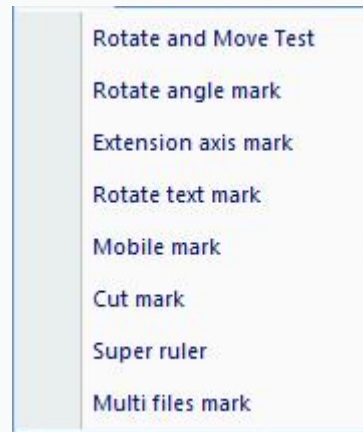 Rotate and Move Test
Rotate angle mark
Extension axis mark
Rotate text mark
Mobile mark
Cut mark
Super ruler
Multi files mark